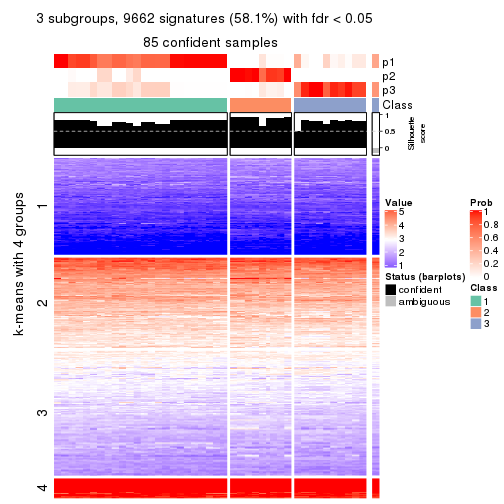 3 subgroups, 9662 signatures (58.1%) with fdr < 0.05
85 confident samples
p1
p2
p3
Class
1
0.5
0
Silhouette
score
k-means with 4 groups
1
2
3
4
Value
5
4
3
2
1
Status (barplots)
confident
ambiguous
Prob
1
0.8
0.6
0.4
0.2
0
Class
1
2
3